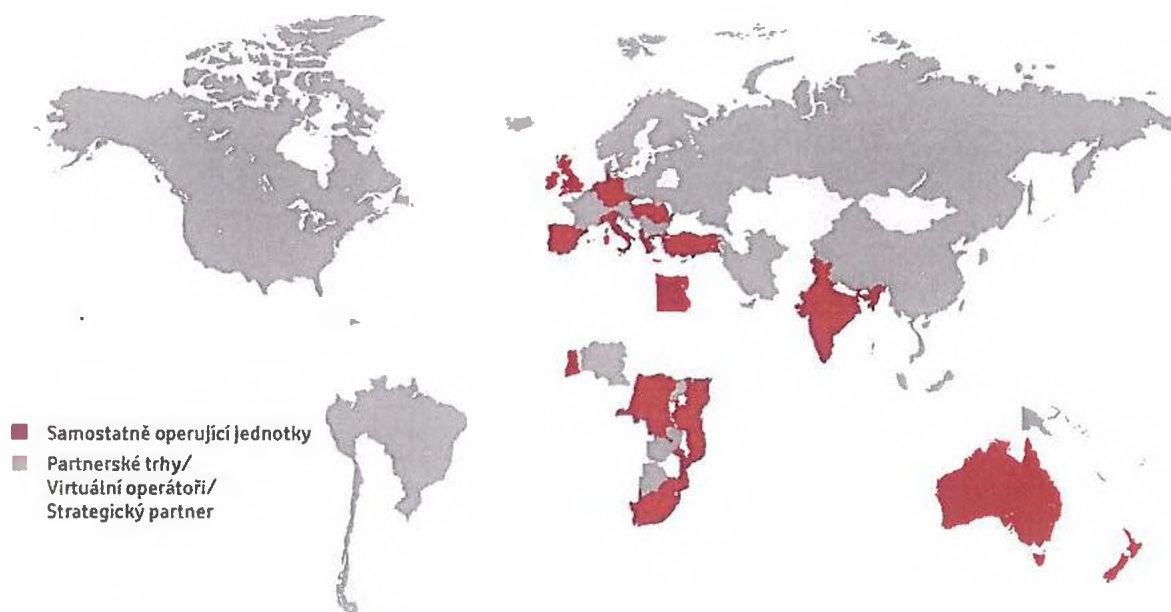 Samostatně operující jednotky
Partnerské trhy/
Virtuální operátoři/
Strategický partner